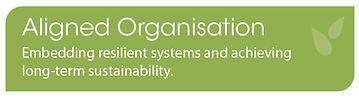 Aligned Organisation
Embedding resilient systems and achieving
long-term sustainability.